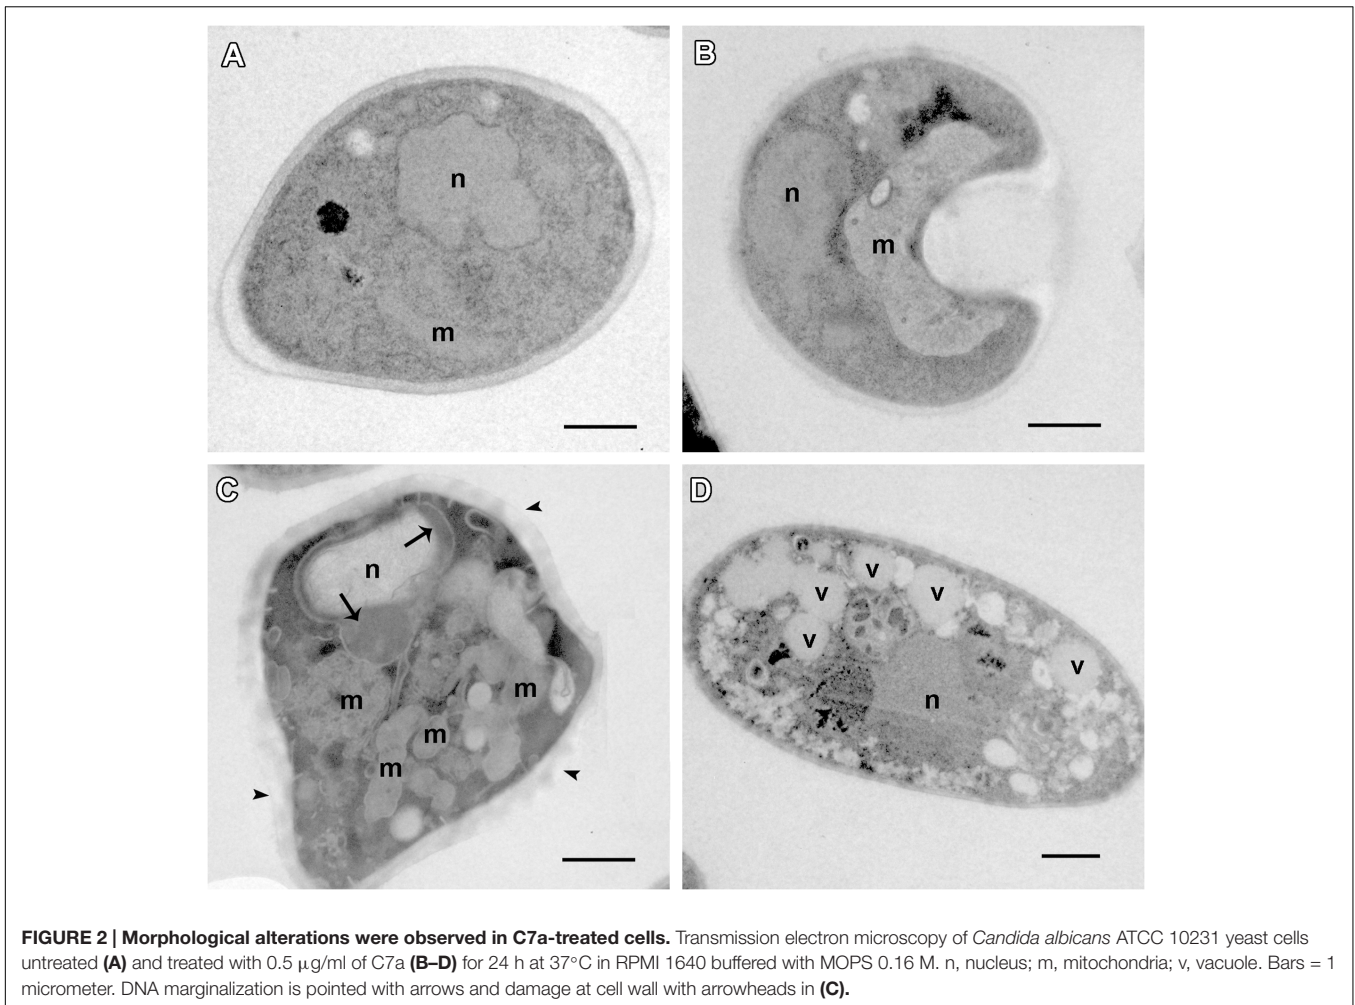 A
B
n
n
m
m
C
D
n
v
v
v
v
v
m
m
n
m
m
FIGURE 2 | Morphological alterations were observed in C7a-treated cells. Transmission electron microscopy of Candida albicans ATCC 10231 yeast cells
untreated (A) and treated with 0.5 μg/ml of C7a (B–D) for 24 h at 37°C in RPMI 1640 buffered with MOPS 0.16 M. n, nucleus; m, mitochondria; v, vacuole. Bars = 1
micrometer. DNA marginalization is pointed with arrows and damage at cell wall with arrowheads in (C).